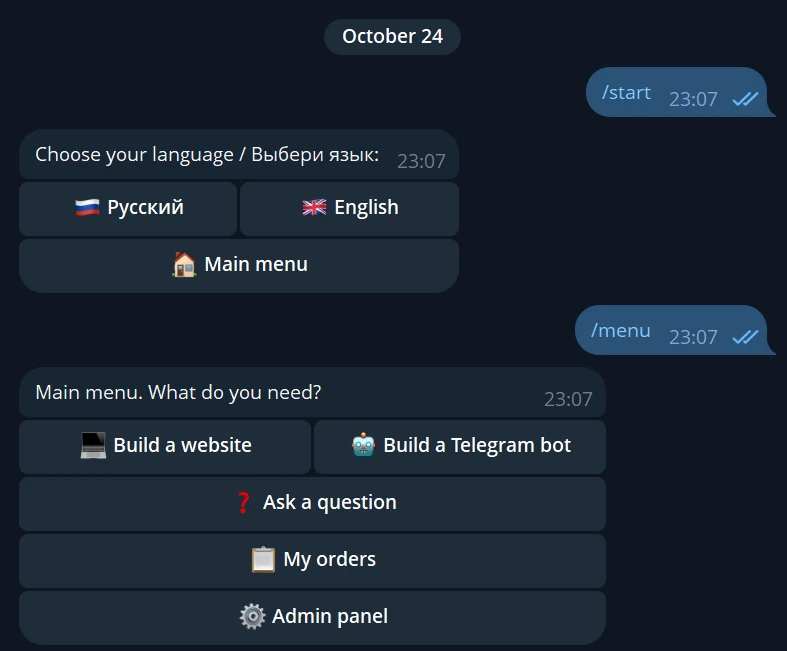 October 24
/start 23:07
Choose your language / Выбери язык: 23:07
Русский English
Main menu
/menu 23:07
Main menu. What do you need? 23:07
Build a website Build a Telegram bot
Ask a question
My orders
Admin panel